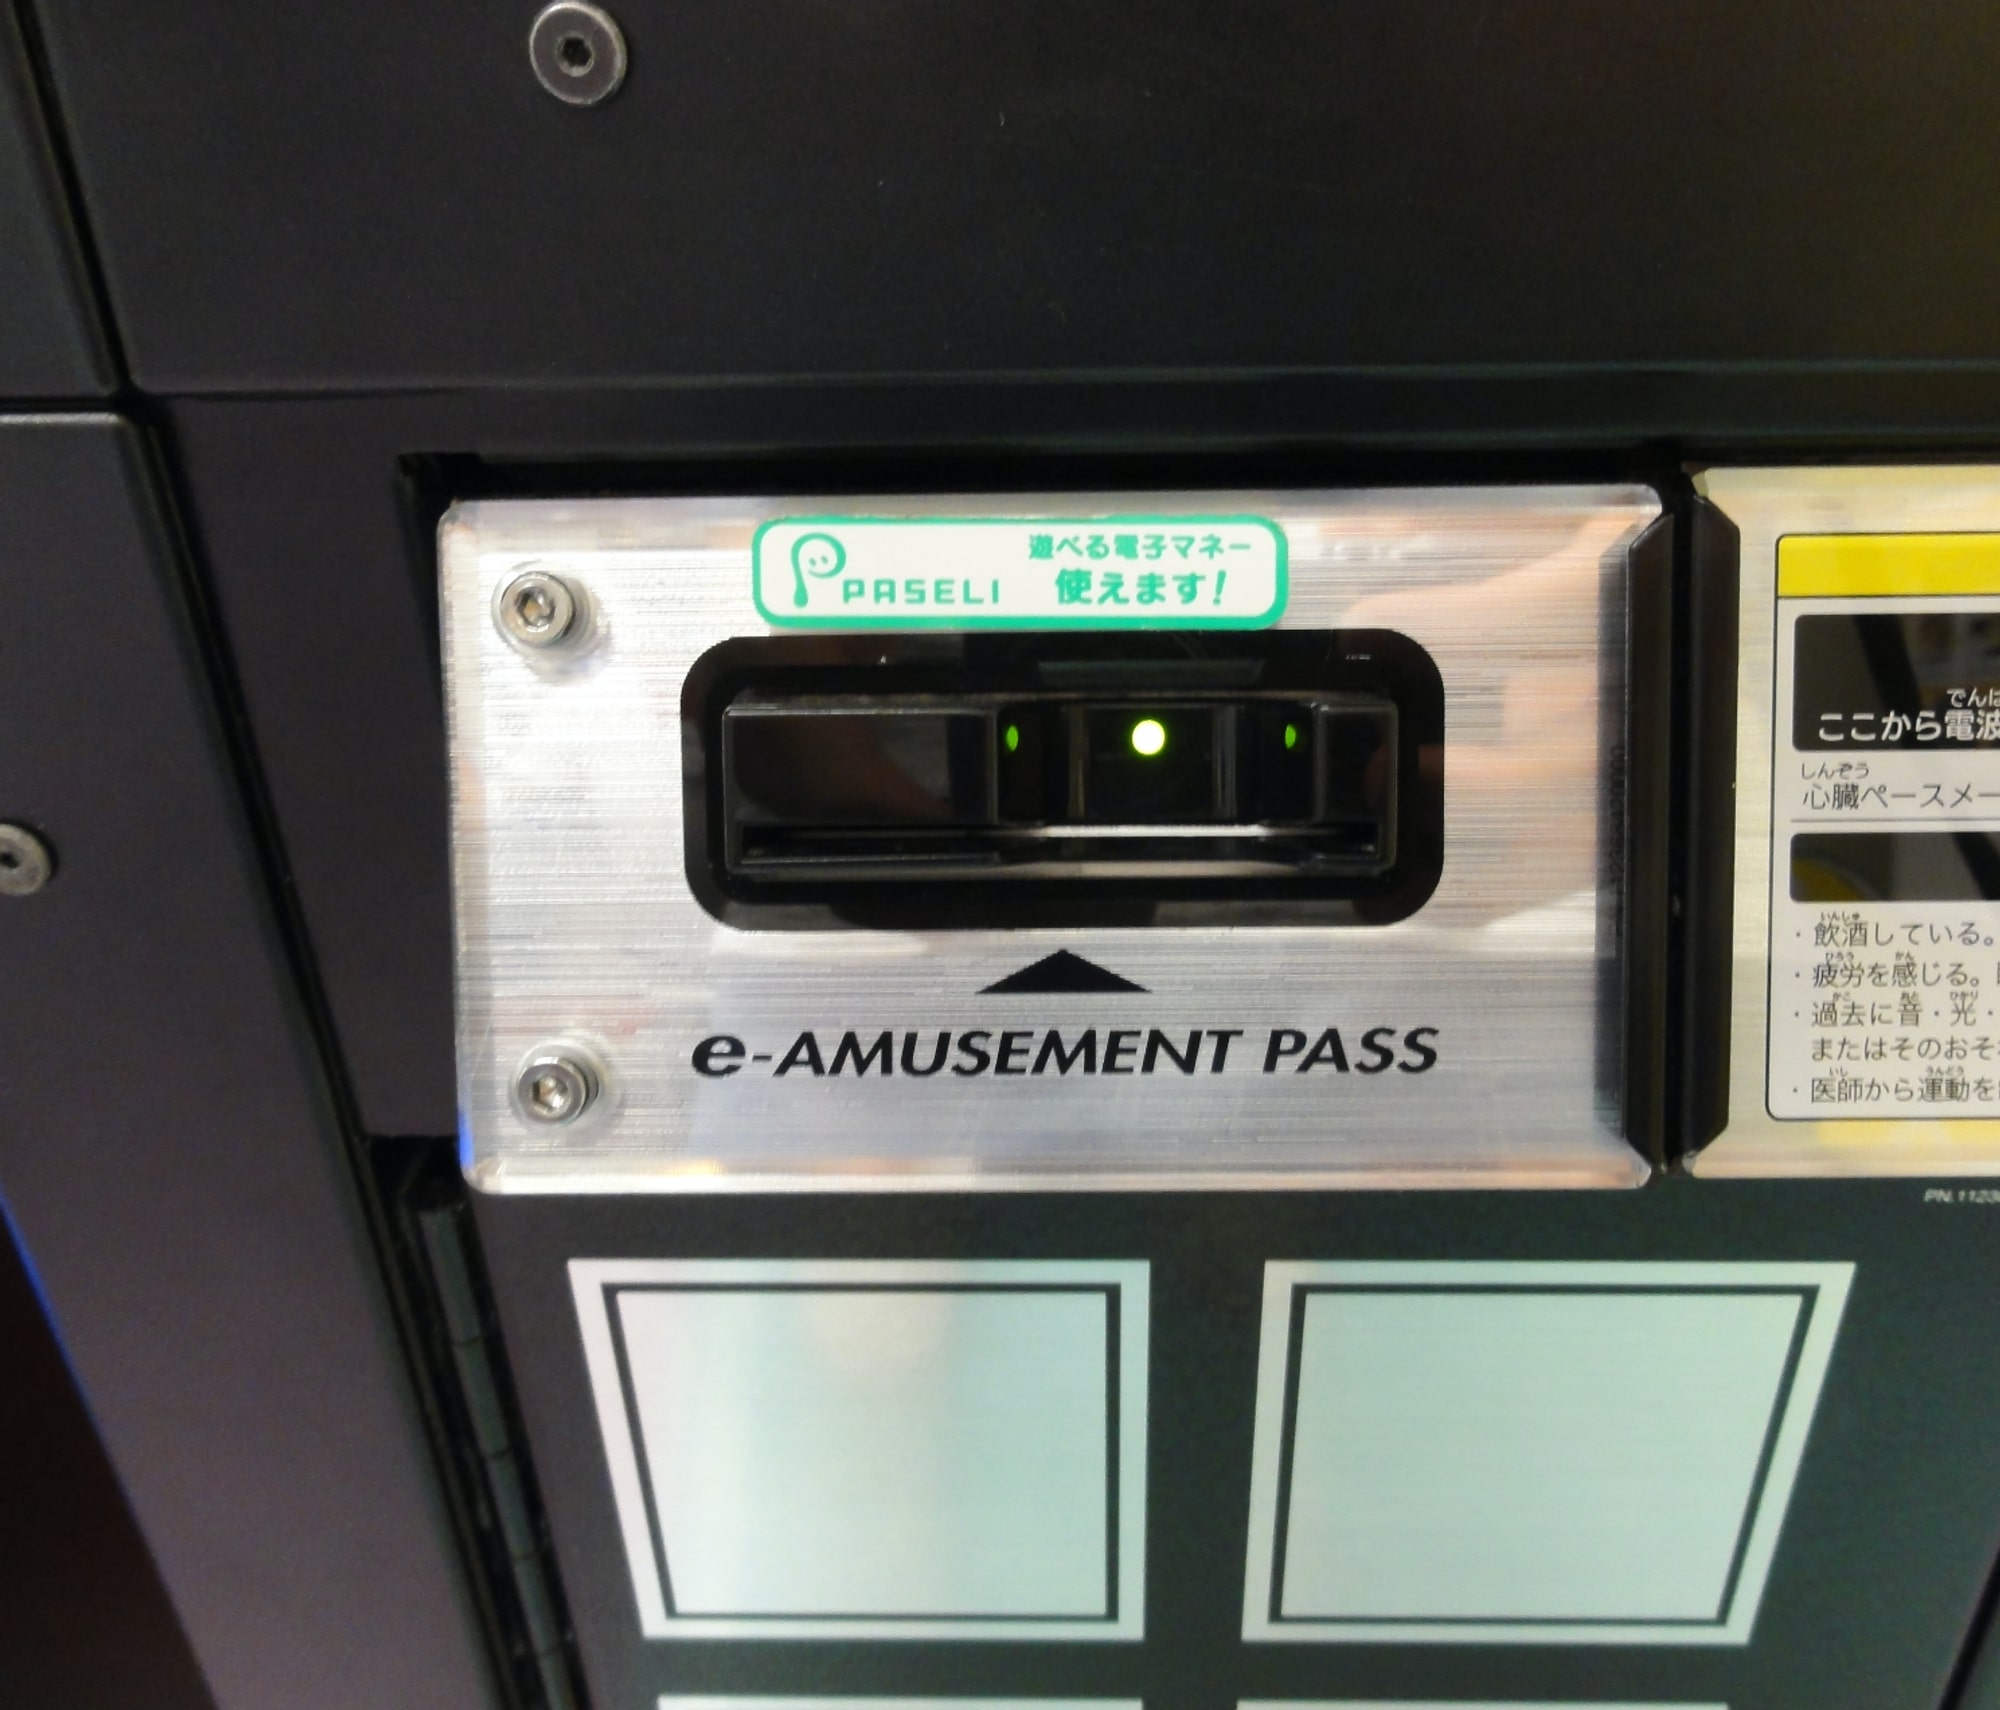 PASELI
遊べる電子マネー
使えます!
e-AMUSEMENT PASS
でんぱ
ここから電波
しんぞう
心臓ペースメー
いんしゅ
・飲酒している。
ひろう かん
・疲労を感じる。
かこ おと ひかり
・過去に音・光・
またはそのおそ
いし うんどう
・医師から運動を
PN.1123